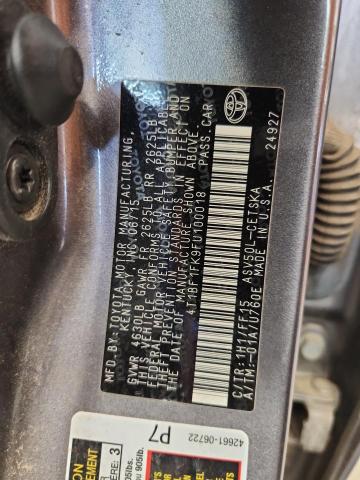 MFD.BY:TOYOTA MOTOR MANUFACTURING,
KENTUCKY, INC. 06/15
GVWR 4630LB GAWR FR 2625LB RR 2625LB
THIS VEHICLE CONFORMS TO ALL APPLICABLE
FEDERAL MOTOR VEHICLE SAFETY, BUMPER, AND
THEFT PREVENTION STANDARDS IN EFFECT ON
THE DATE OF MANUFACTURE SHOWN ABOVE.
4T1BF1FK9FU100018 PASS.CAR
C/TR:1H1/FF15 ASV50L-CETSKA
A/TM:-01A/U760E MADE IN U.S.A. 24927
42661-06722
P7